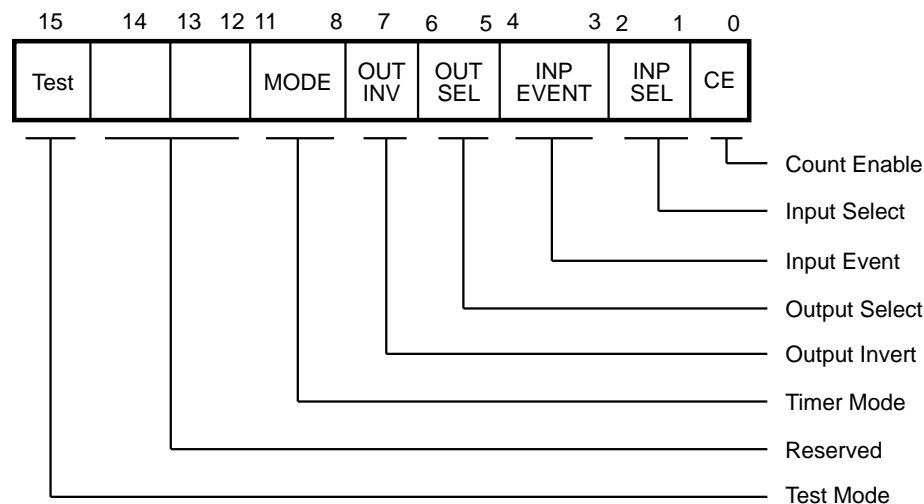 15 14 13 12 11 8 7 6 5 4 3 2 1 0
Test MODE OUT INV OUT SEL INP EVENT INP SEL CE
Count Enable
Input Select
Input Event
Output Select
Output Invert
Timer Mode
Reserved
Test Mode